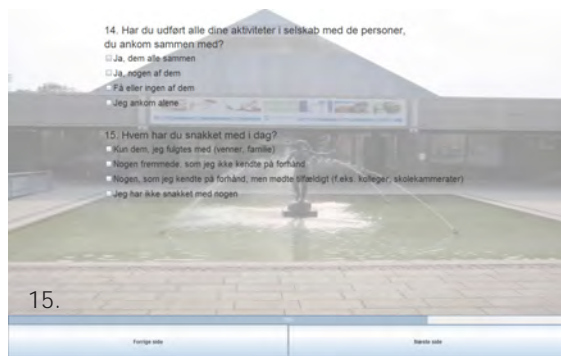 14. Har du udført alle dine aktiviteter i selskab med de personer,
du ankom sammen med?
Ja, dem alle sammen
Ja, nogen af dem
Få eller ingen af dem
Jeg ankom alene
15. Hvem har du snakket med i dag?
Kun dem, jeg fulgtes med (venner, familie)
Nogen fremmede, som jeg ikke kendte på forhånd
Nogen, som jeg kendte på forhånd, men mødte tilfældigt (f.eks. kolleger, skolekammerater)
Jeg har ikke snakket med nogen
15.
Forrige side
Næste side